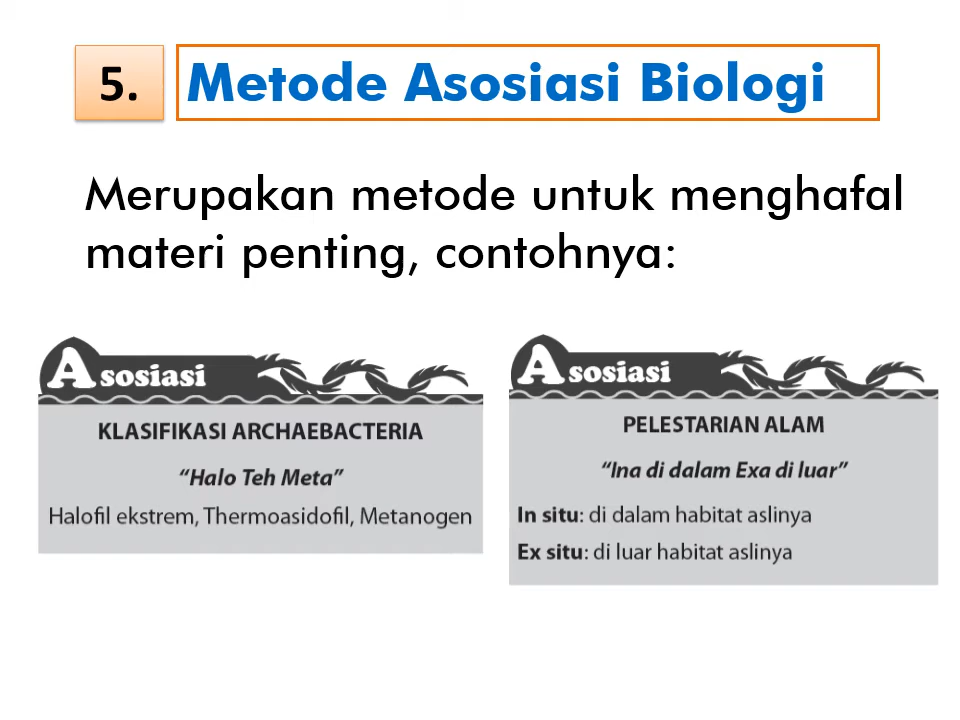 5.
Metode Asosiasi Biologi
Merupakan metode untuk menghafal
materi penting, contohnya:
Asosiasi
KLASIFIKASI ARCHAEBACTERIA
“Halo Teh Meta”
Halofil ekstrem, Thermoasidofil, Metanogen
Asosiasi
PELESTARIAN ALAM
“Ina di dalam Exa di luar”
In situ: di dalam habitat aslinya
Ex situ: di luar habitat aslinya